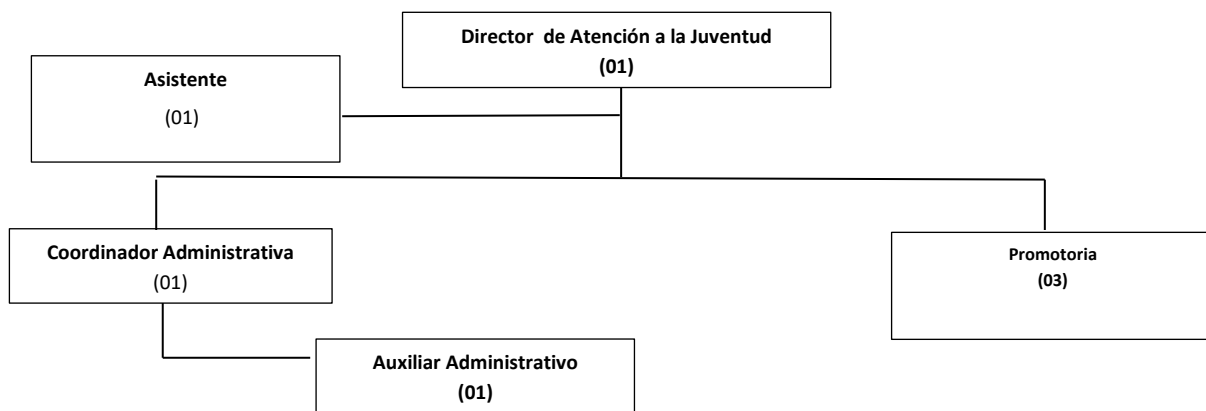 Director de Atención a la Juventud
(01)
Asistente
(01)
Coordinador Administrativa
(01)
Promotoria
(03)
Auxiliar Administrativo
(01)